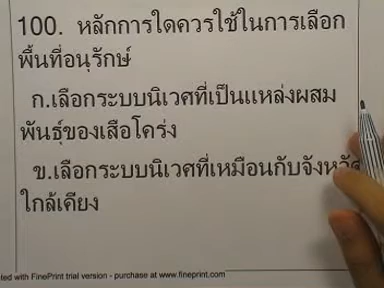 100. หลักการใดควรใช้ในการเลือก
พื้นที่อนุรักษ์
ก.เลือกระบบนิเวศที่เป็นแหล่งผสม
พันธุ์ของเสือโคร่ง
ข.เลือกระบบนิเวศที่เหมือนกับจังหวัด
ใกล้เคียง
ted with FinePrint trial version - purchase at www.fineprint.com